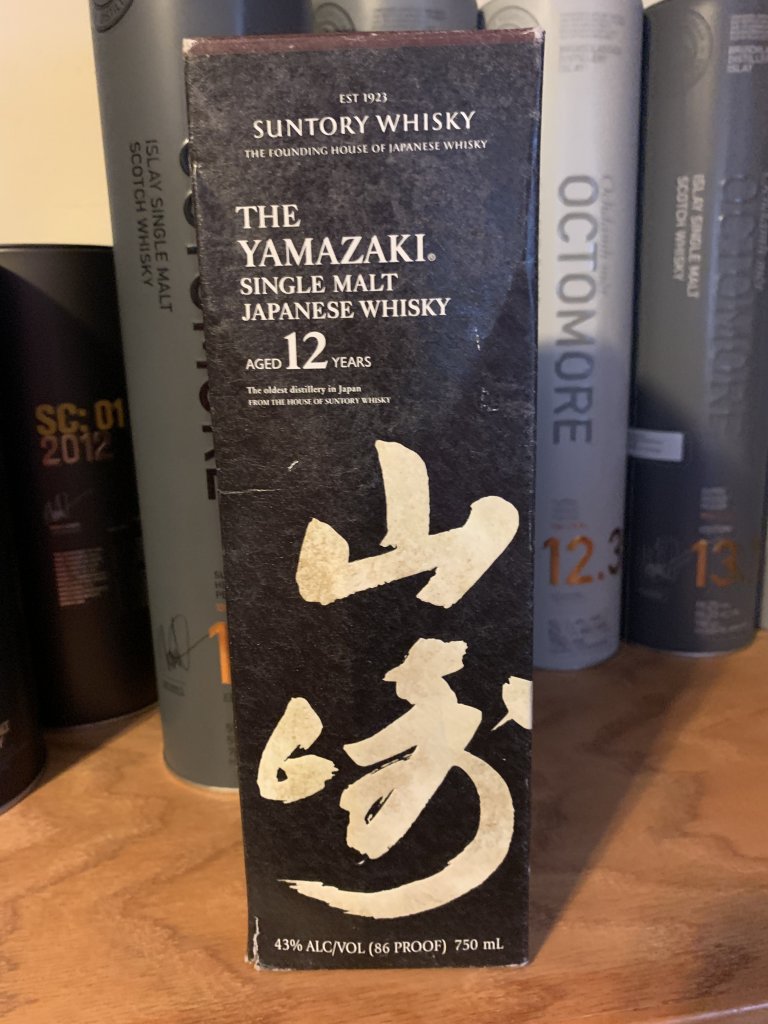 EST 1923
SUNTORY WHISKY
THE FOUNDING HOUSE OF JAPANESE WHISKY
THE
YAMAZAKI®
SINGLE MALT
JAPANESE WHISKY
AGED 12 YEARS
The oldest distillery in Japan
FROM THE HOUSE OF SUNTORY WHISKY
山
崎
43% ALC/VOL (86 PROOF) 750 mL
SC: 01
2012
ISLAY SINGLE MALT
SCOTCH WHISKY
OCTOMORE
12.3
ISLAY SINGLE MALT
SCOTCH WHISKY
OCTOMORE
13.